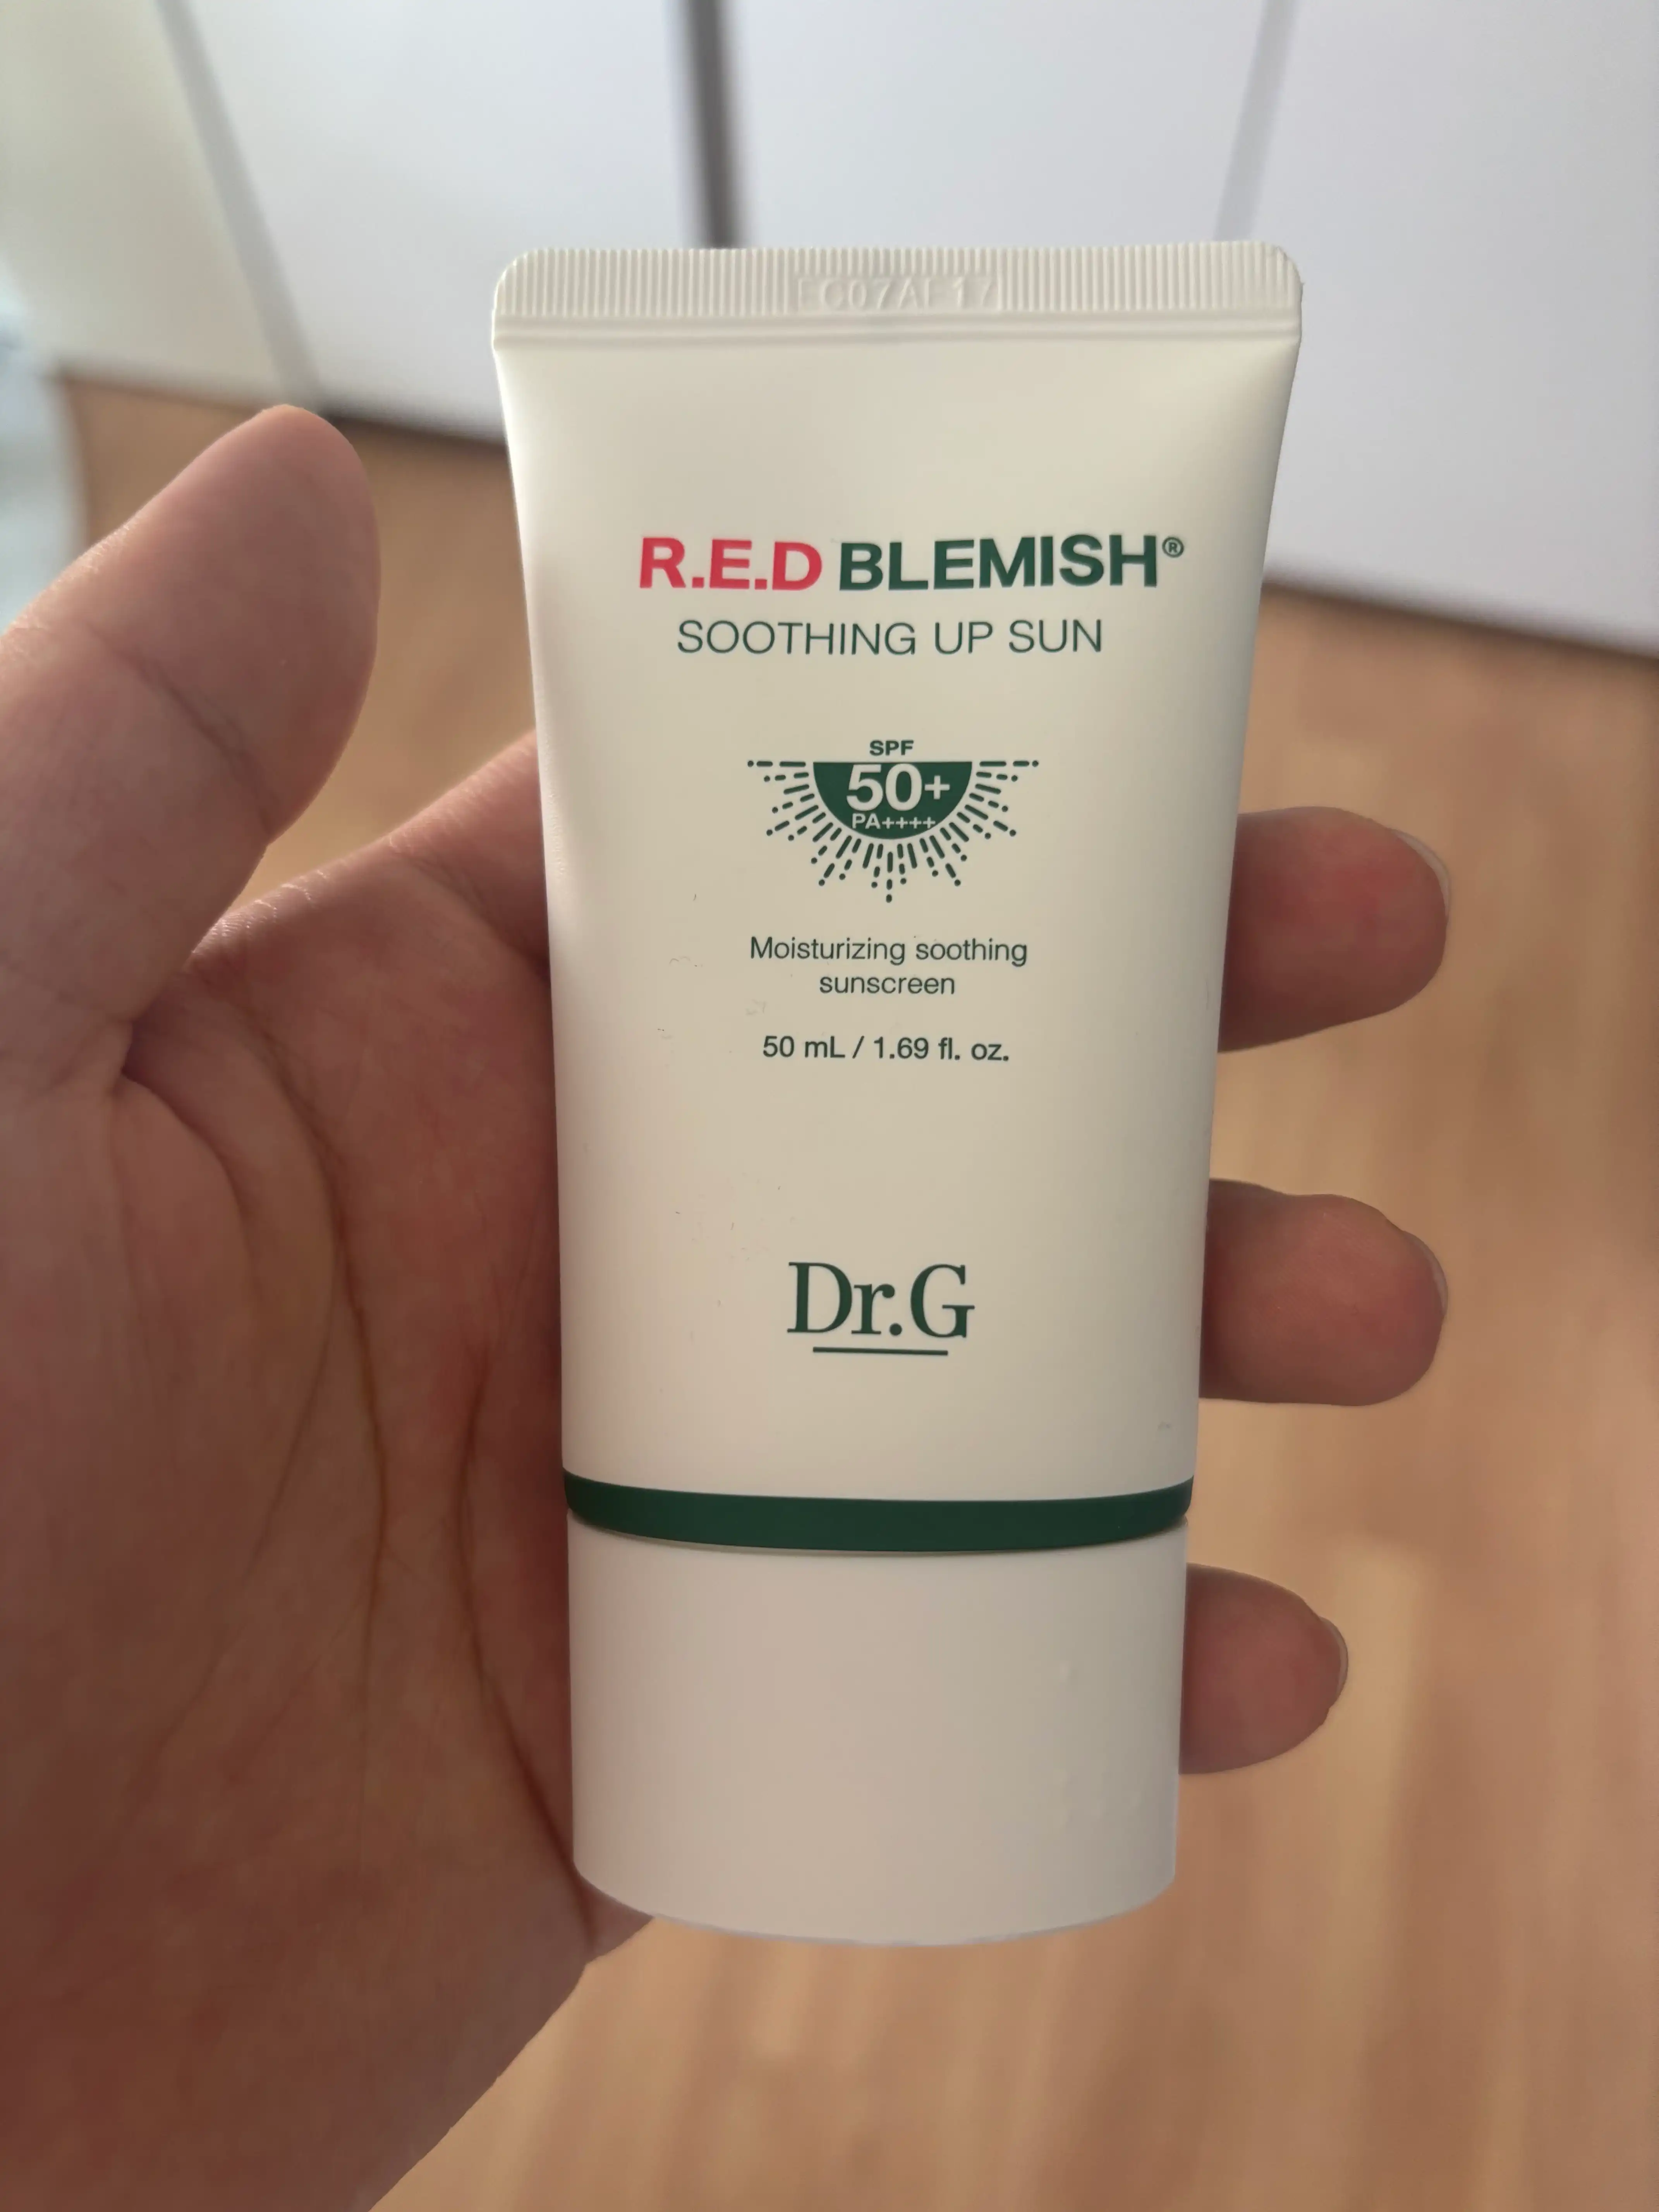 R.E.D BLEMISH®
SOOTHING UP SUN
SPF
50+
PA++++
Moisturizing soothing
sunscreen
50 mL / 1.69 fl. oz.
Dr.G